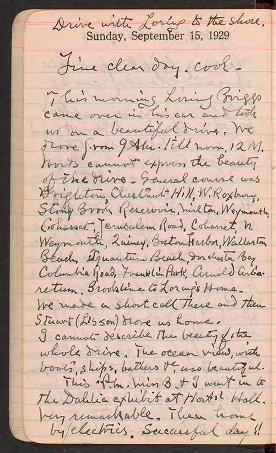 Drive with Loring to the shore.
Sunday, September 15, 1929
Fine clear day. cool.
This morning Loring Briggs
came over in his car and took
us on a beautiful drive. We
drove from 9 A.M. till noon, 12 M.
Words cannot express the beauty
of the drive. General course was
Brighton, Chestnut Hill, W. Roxbury,
Stony Brook Reservoir, Milton, Weymouth,
Cohasset, Jerusalem Road, Cohasset, N.
Weymouth, Quincy, Boston Harbor, Wollaston
Beach, Squantum Beach Dorchester Bay
Columbia Road, Franklin Park, Arnold Arbo-
retum, Brookline to Loring's Home.
We made a short call there and then
Stuart (his son) drove us home.
I cannot describe the beauty of the
whole drive. The ocean view, with
boats, ships, bathers &c was beautiful.
This P.m. Miss B. & I went in to
the Dahlia exhibit at Hort. Hall.
Very remarkable. Then home
by electric. Successful day!!